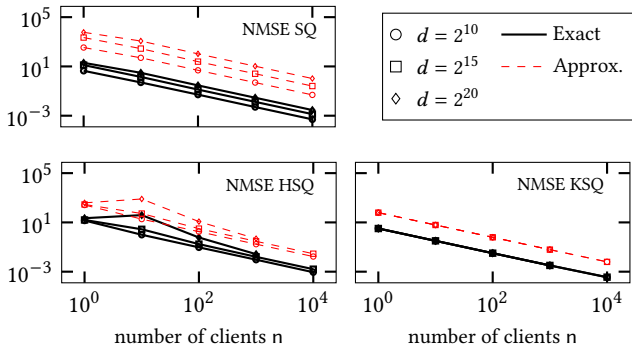 NMSE SQ
10^5
10^1
10^−3
d = 2^10
d = 2^15
d = 2^20
Exact
Approx.
NMSE HSQ
10^5
10^1
10^−3
10^0
10^2
10^4
number of clients n
NMSE KSQ
10^0
10^2
10^4
number of clients n